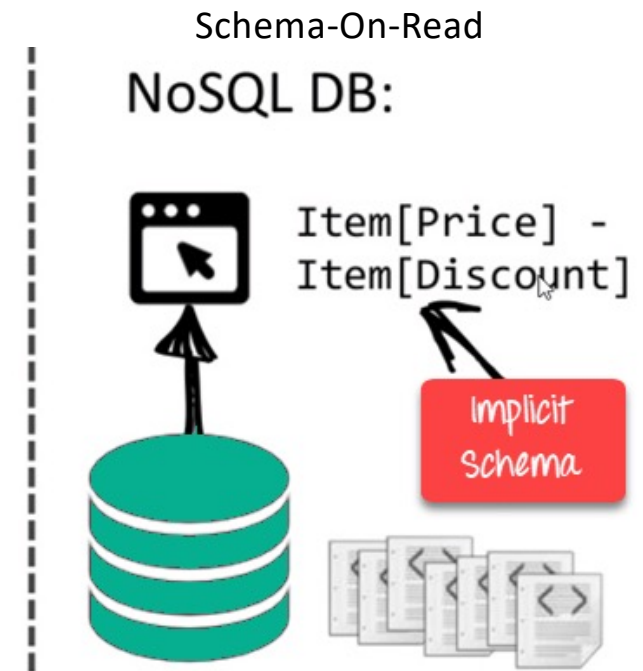 Schema-On-Read
NoSQL DB:
Item[Price] -
Item[Discount]
Implicit
Schema